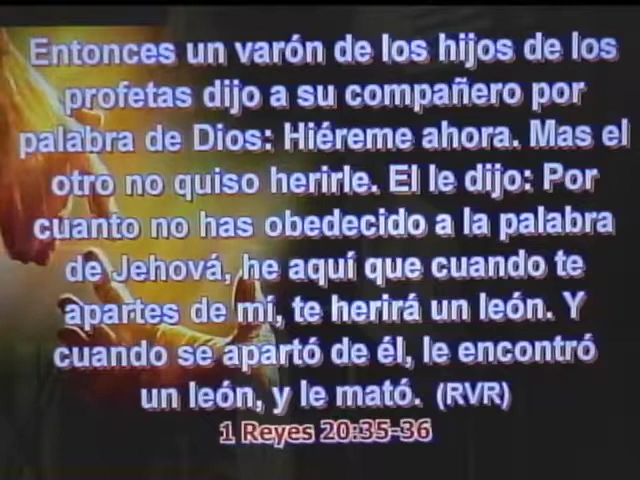 Entonces un varón de los hijos de los
profetas dijo a su compañero por
palabra de Dios: Hiéreme ahora. Mas el
otro no quiso herirle. El le dijo: Por
cuanto no has obedecido a la palabra
de Jehová, he aquí que cuando te
apartes de mí, te herirá un león. Y
cuando se apartó de él, le encontró
un león, y le mató. (RVR)
1 Reyes 20:35-36